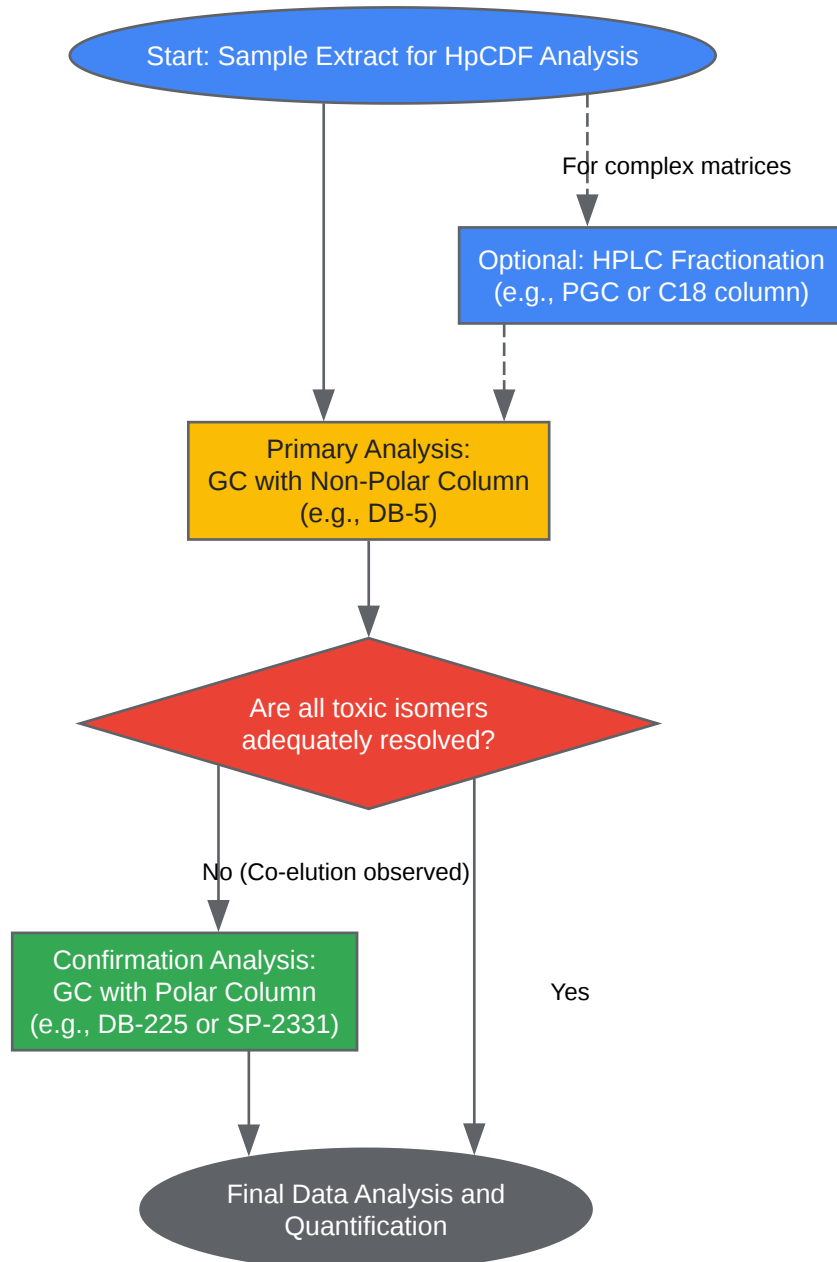 Start: Sample Extract for HpCDF Analysis
For complex matrices
Optional: HPLC Fractionation
(e.g., PGC or C18 column)
Primary Analysis:
GC with Non-Polar Column
(e.g., DB-5)
Are all toxic isomers
adequately resolved?
No (Co-elution observed)
Confirmation Analysis:
GC with Polar Column
(e.g., DB-225 or SP-2331)
Yes
Final Data Analysis and
Quantification